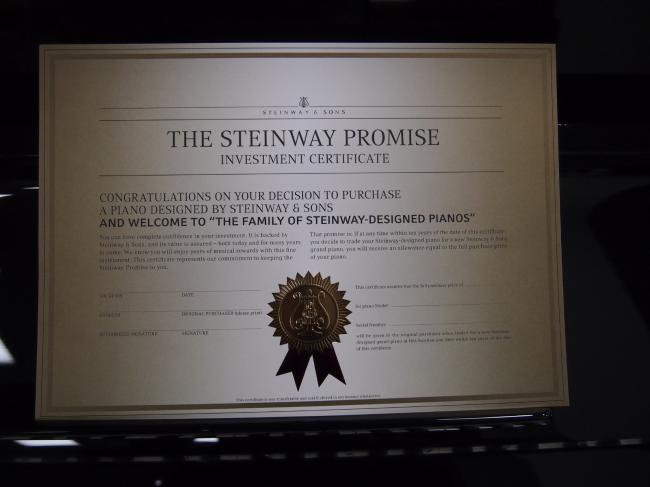 STEINWAY & SONS
THE STEINWAY PROMISE
INVESTMENT CERTIFICATE
CONGRATULATIONS ON YOUR DECISION TO PURCHASE
A PIANO DESIGNED BY STEINWAY & SONS
AND WELCOME TO “THE FAMILY OF STEINWAY-DESIGNED PIANOS”
You can have complete confidence in your investment. It is backed by
Steinway & Sons, and its value is assured – both today and for many years
to come. We know you will enjoy years of musical rewards with this fine
instrument. This certificate represents our commitment to keeping the
Steinway Promise to you.
That promise is: if at any time within ten years of the date of this certificate,
you decide to trade your Steinway-designed piano for a new Steinway & Sons
grand piano, you will receive an allowance equal to the full purchase price
of your piano.
DATE
ORIGINAL PURCHASER (please print)
AUTHORIZED SIGNATURE
SIGNATURE
This certificate assures that the full purchase price of
for piano Model
Serial Number
will be given to the original purchaser when traded for a new Steinway-
designed grand piano at this location any time within ten years of the date
of this certificate.
This certificate is non-transferable and void if altered in any manner whatsoever.